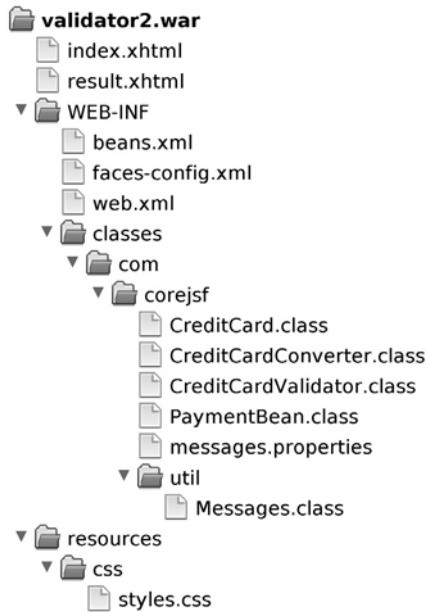 validator2.war
index.xhtml
result.xhtml
WEB-INF
beans.xml
faces-config.xml
web.xml
classes
com
corejsf
CreditCard.class
CreditCardConverter.class
CreditCardValidator.class
PaymentBean.class
messages.properties
util
Messages.class
resources
css
styles.css